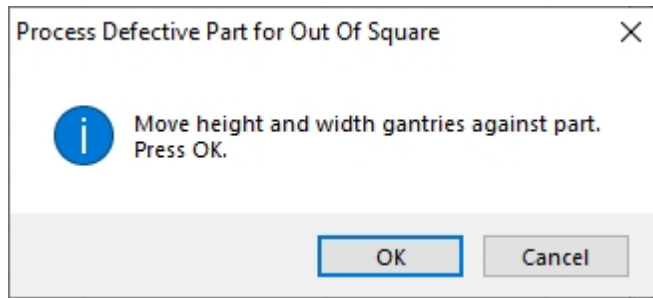 Process Defective Part for Out Of Square
Move height and width gantries against part.
Press OK.
OK
Cancel